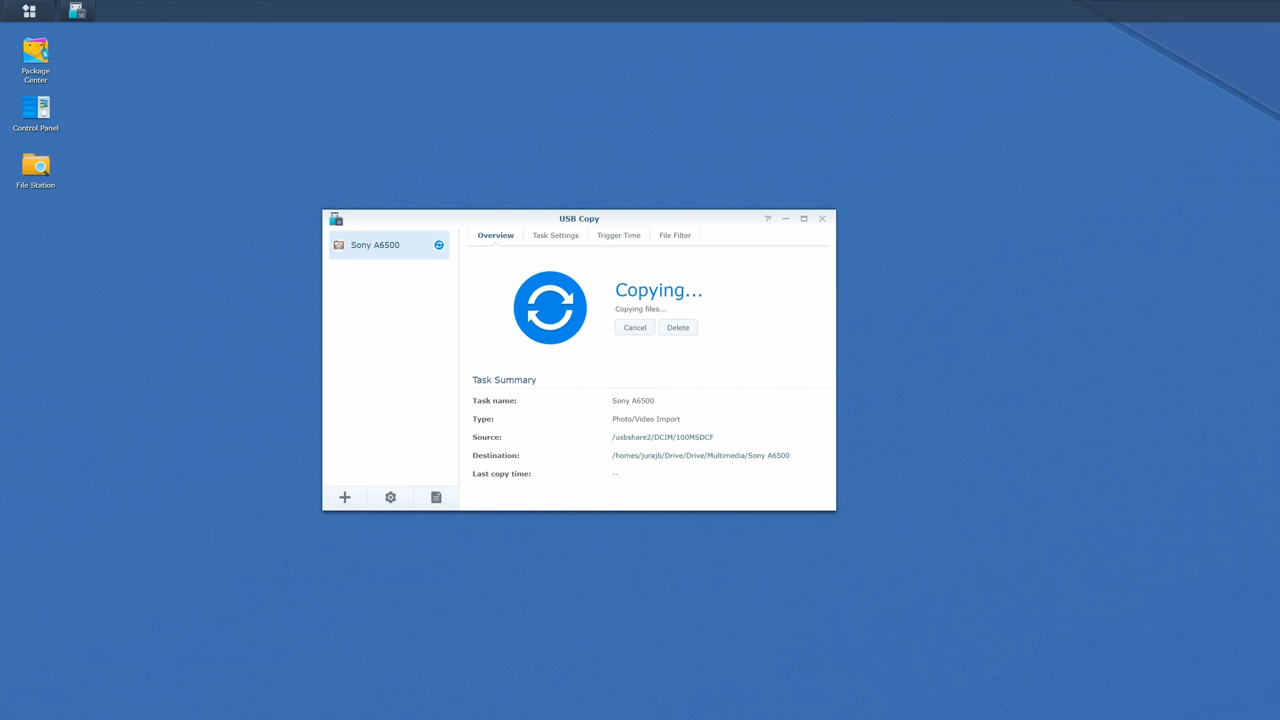 Package
Center
Control Panel
File Station
USB Copy
Sony A6500
Overview
Task Settings
Trigger Time
File Filter
Copying...
Copying files...
Cancel
Delete
Task Summary
Task name:
Sony A6500
Type:
Photo/Video Import
Source:
/usbshare2/DCIM/100MSDCF
Destination:
/homes/jurajb/Drive/Drive/Multimedia/Sony A6500
Last copy time:
--